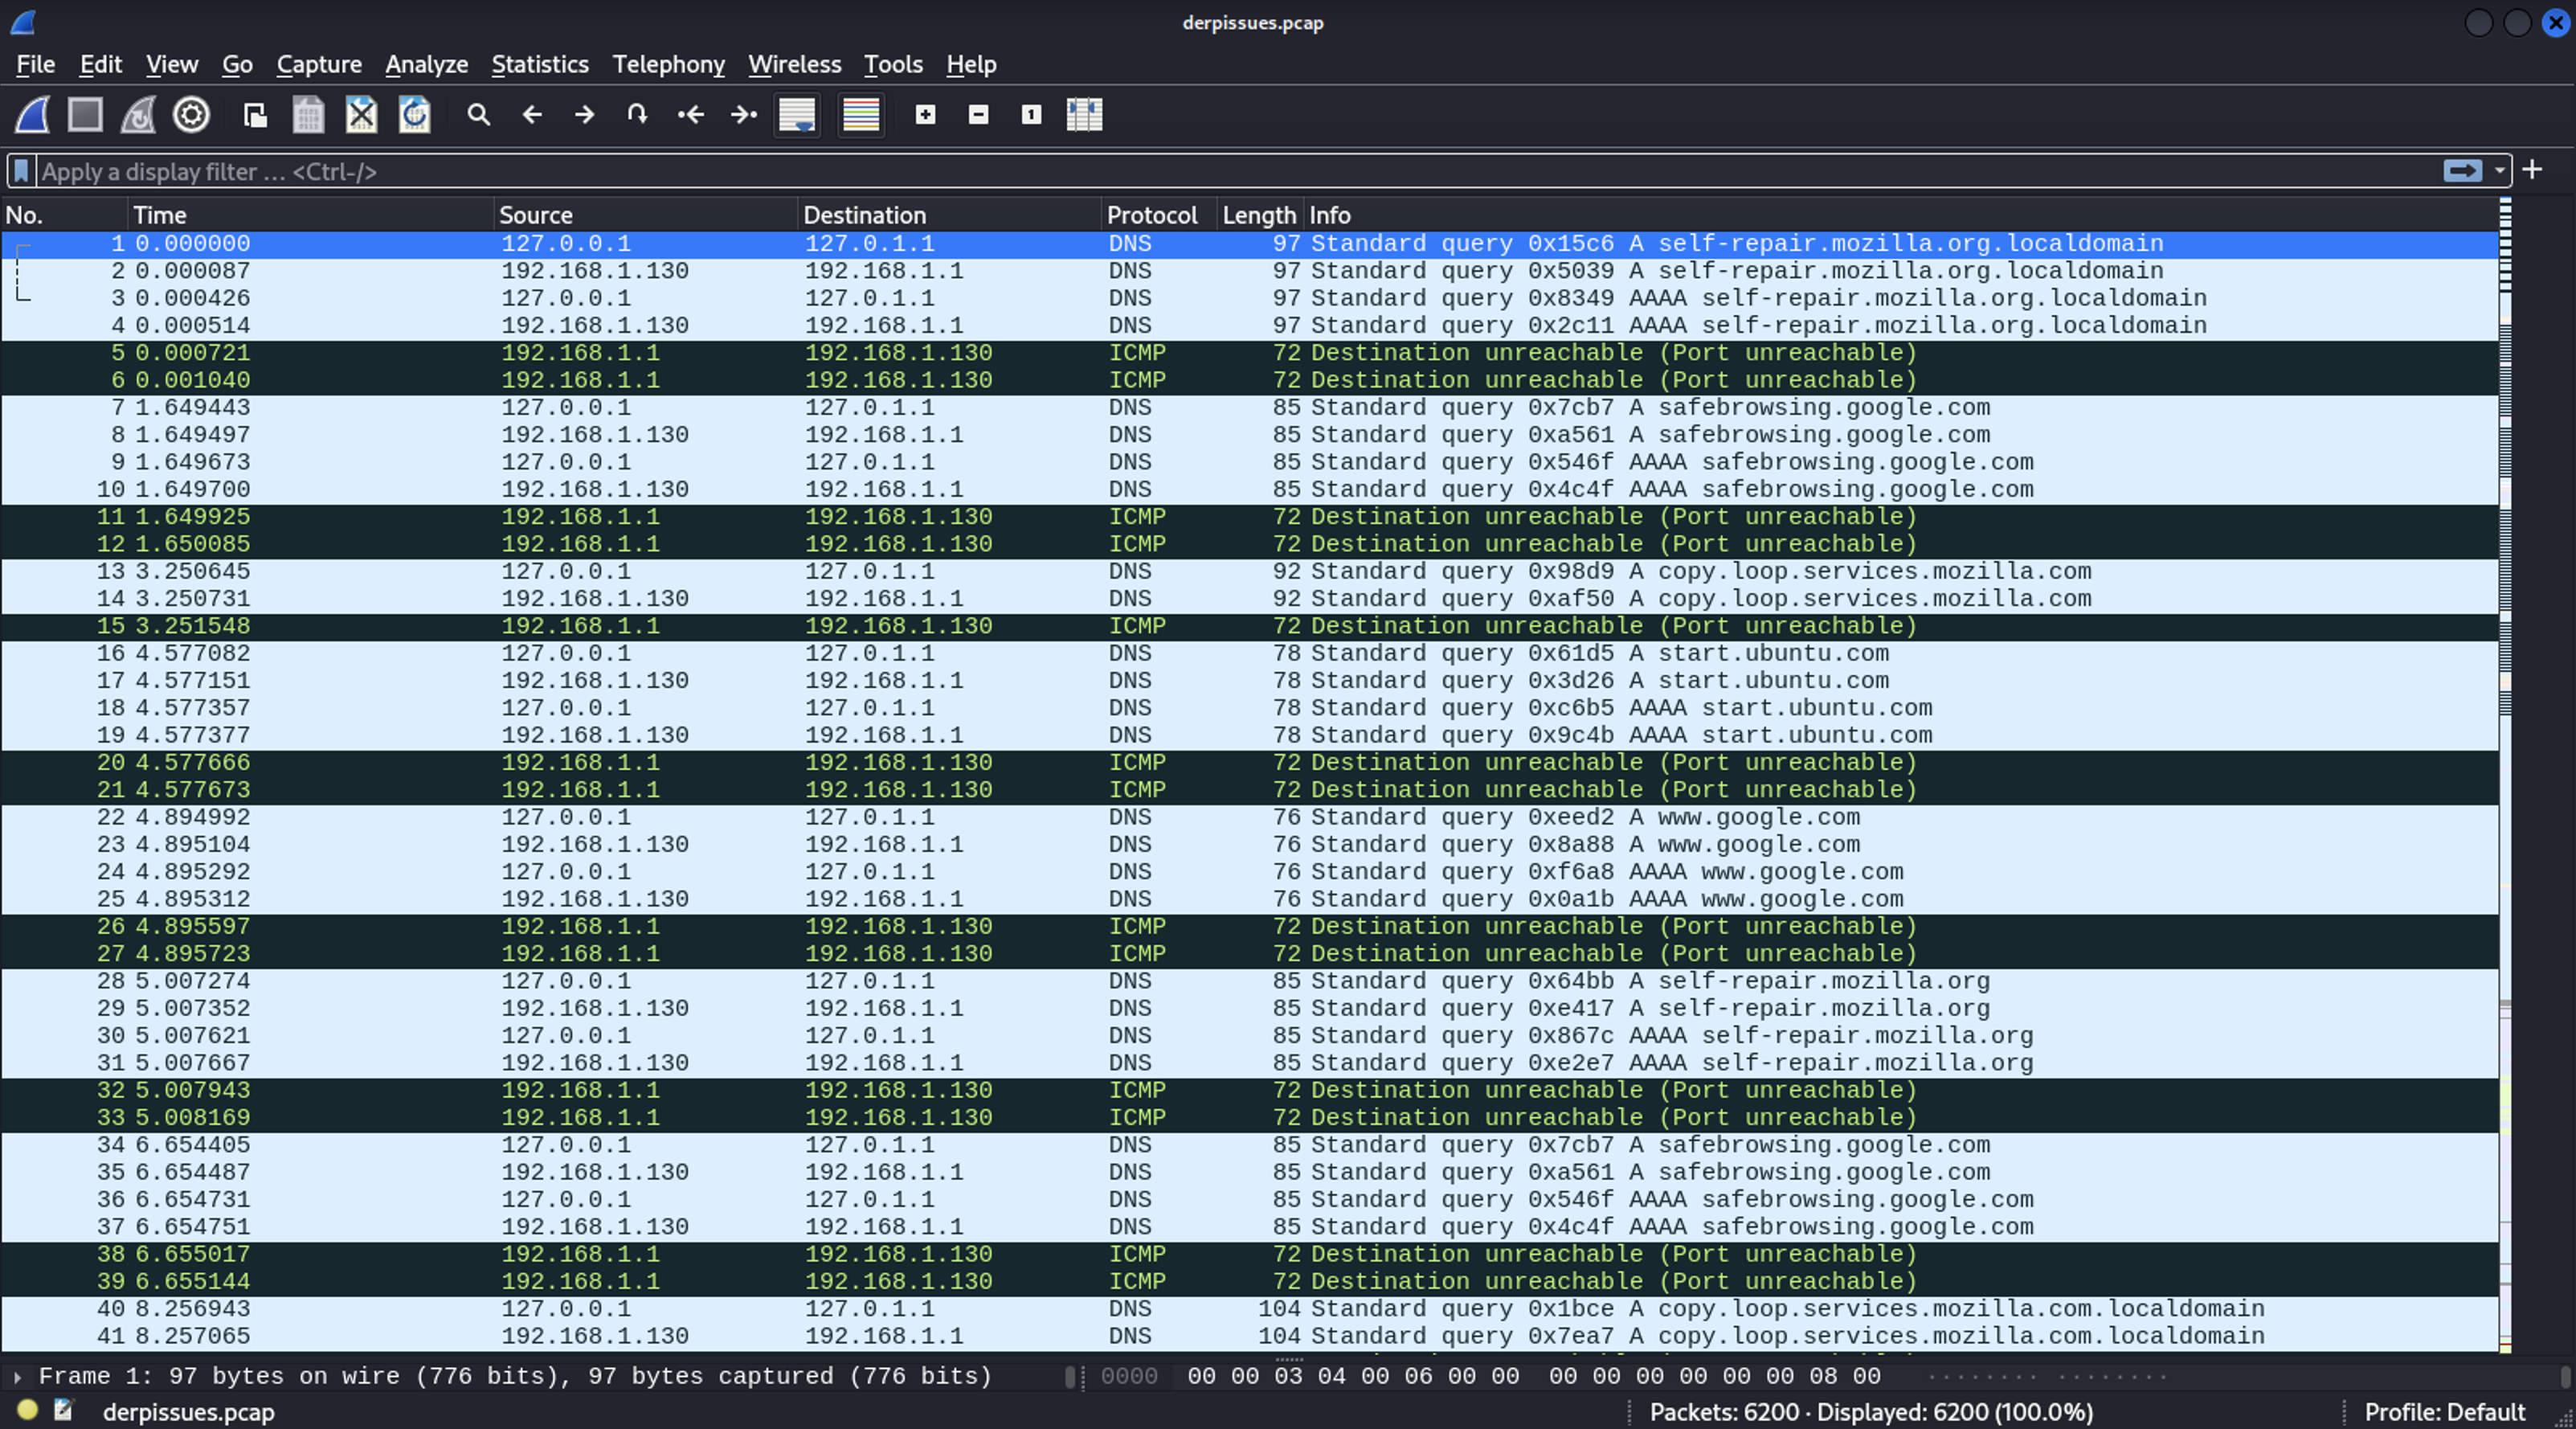 derpissues.pcap
File Edit View Go Capture Analyze Statistics Telephony Wireless Tools Help
Apply a display filter … <Ctrl-/>
No. Time Source Destination Protocol Length Info
1 0.000000 127.0.0.1 127.0.1.1 DNS 97 Standard query 0x15c6 A self-repair.mozilla.org.localdomain
2 0.000087 192.168.1.130 192.168.1.1 DNS 97 Standard query 0x5039 A self-repair.mozilla.org.localdomain
3 0.000426 127.0.0.1 127.0.1.1 DNS 97 Standard query 0x8349 AAAA self-repair.mozilla.org.localdomain
4 0.000514 192.168.1.130 192.168.1.1 DNS 97 Standard query 0x2c11 AAAA self-repair.mozilla.org.localdomain
5 0.000721 192.168.1.1 192.168.1.130 ICMP 72 Destination unreachable (Port unreachable)
6 0.001040 192.168.1.1 192.168.1.130 ICMP 72 Destination unreachable (Port unreachable)
7 1.649443 127.0.0.1 127.0.1.1 DNS 85 Standard query 0x7cb7 A safebrowsing.google.com
8 1.649497 192.168.1.130 192.168.1.1 DNS 85 Standard query 0xa561 A safebrowsing.google.com
9 1.649673 127.0.0.1 127.0.1.1 DNS 85 Standard query 0x546f AAAA safebrowsing.google.com
10 1.649700 192.168.1.130 192.168.1.1 DNS 85 Standard query 0x4c4f AAAA safebrowsing.google.com
11 1.649925 192.168.1.1 192.168.1.130 ICMP 72 Destination unreachable (Port unreachable)
12 1.650085 192.168.1.1 192.168.1.130 ICMP 72 Destination unreachable (Port unreachable)
13 3.250645 127.0.0.1 127.0.1.1 DNS 92 Standard query 0x98d9 A copy.loop.services.mozilla.com
14 3.250731 192.168.1.130 192.168.1.1 DNS 92 Standard query 0xaf50 A copy.loop.services.mozilla.com
15 3.251548 192.168.1.1 192.168.1.130 ICMP 72 Destination unreachable (Port unreachable)
16 4.577082 127.0.0.1 127.0.1.1 DNS 78 Standard query 0x61d5 A start.ubuntu.com
17 4.577151 192.168.1.130 192.168.1.1 DNS 78 Standard query 0x3d26 A start.ubuntu.com
18 4.577357 127.0.0.1 127.0.1.1 DNS 78 Standard query 0xc6b5 AAAA start.ubuntu.com
19 4.577377 192.168.1.130 192.168.1.1 DNS 78 Standard query 0x9c4b AAAA start.ubuntu.com
20 4.577666 192.168.1.1 192.168.1.130 ICMP 72 Destination unreachable (Port unreachable)
21 4.577673 192.168.1.1 192.168.1.130 ICMP 72 Destination unreachable (Port unreachable)
22 4.894992 127.0.0.1 127.0.1.1 DNS 76 Standard query 0xeed2 A www.google.com
23 4.895104 192.168.1.130 192.168.1.1 DNS 76 Standard query 0x8a88 A www.google.com
24 4.895292 127.0.0.1 127.0.1.1 DNS 76 Standard query 0xf6a8 AAAA www.google.com
25 4.895312 192.168.1.130 192.168.1.1 DNS 76 Standard query 0x0a1b AAAA www.google.com
26 4.895597 192.168.1.1 192.168.1.130 ICMP 72 Destination unreachable (Port unreachable)
27 4.895723 192.168.1.1 192.168.1.130 ICMP 72 Destination unreachable (Port unreachable)
28 5.007274 127.0.0.1 127.0.1.1 DNS 85 Standard query 0x64bb A self-repair.mozilla.org
29 5.007352 192.168.1.130 192.168.1.1 DNS 85 Standard query 0xe417 A self-repair.mozilla.org
30 5.007621 127.0.0.1 127.0.1.1 DNS 85 Standard query 0x867c AAAA self-repair.mozilla.org
31 5.007667 192.168.1.130 192.168.1.1 DNS 85 Standard query 0xe2e7 AAAA self-repair.mozilla.org
32 5.007943 192.168.1.1 192.168.1.130 ICMP 72 Destination unreachable (Port unreachable)
33 5.008169 192.168.1.1 192.168.1.130 ICMP 72 Destination unreachable (Port unreachable)
34 6.654405 127.0.0.1 127.0.1.1 DNS 85 Standard query 0x7cb7 A safebrowsing.google.com
35 6.654487 192.168.1.130 192.168.1.1 DNS 85 Standard query 0xa561 A safebrowsing.google.com
36 6.654731 127.0.0.1 127.0.1.1 DNS 85 Standard query 0x546f AAAA safebrowsing.google.com
37 6.654751 192.168.1.130 192.168.1.1 DNS 85 Standard query 0x4c4f AAAA safebrowsing.google.com
38 6.655017 192.168.1.1 192.168.1.130 ICMP 72 Destination unreachable (Port unreachable)
39 6.655144 192.168.1.1 192.168.1.130 ICMP 72 Destination unreachable (Port unreachable)
40 8.256943 127.0.0.1 127.0.1.1 DNS 104 Standard query 0x1bce A copy.loop.services.mozilla.com.localdomain
41 8.257065 192.168.1.130 192.168.1.1 DNS 104 Standard query 0x7ea7 A copy.loop.services.mozilla.com.localdomain
Frame 1: 97 bytes on wire (776 bits), 97 bytes captured (776 bits) 0000 00 00 03 04 00 06 00 00 00 00 00 00 00 00 08 00 ········ ········
derpissues.pcap Packets: 6200 · Displayed: 6200 (100.0%) Profile: Default